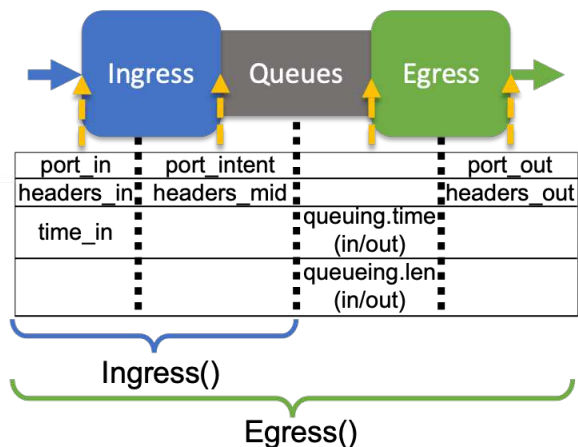 Ingress Queues Egress
port_in port_intent port_out
headers_in headers_mid headers_out
time_in queuing.time
(in/out)
queueing.len
(in/out)
Ingress()
Egress()